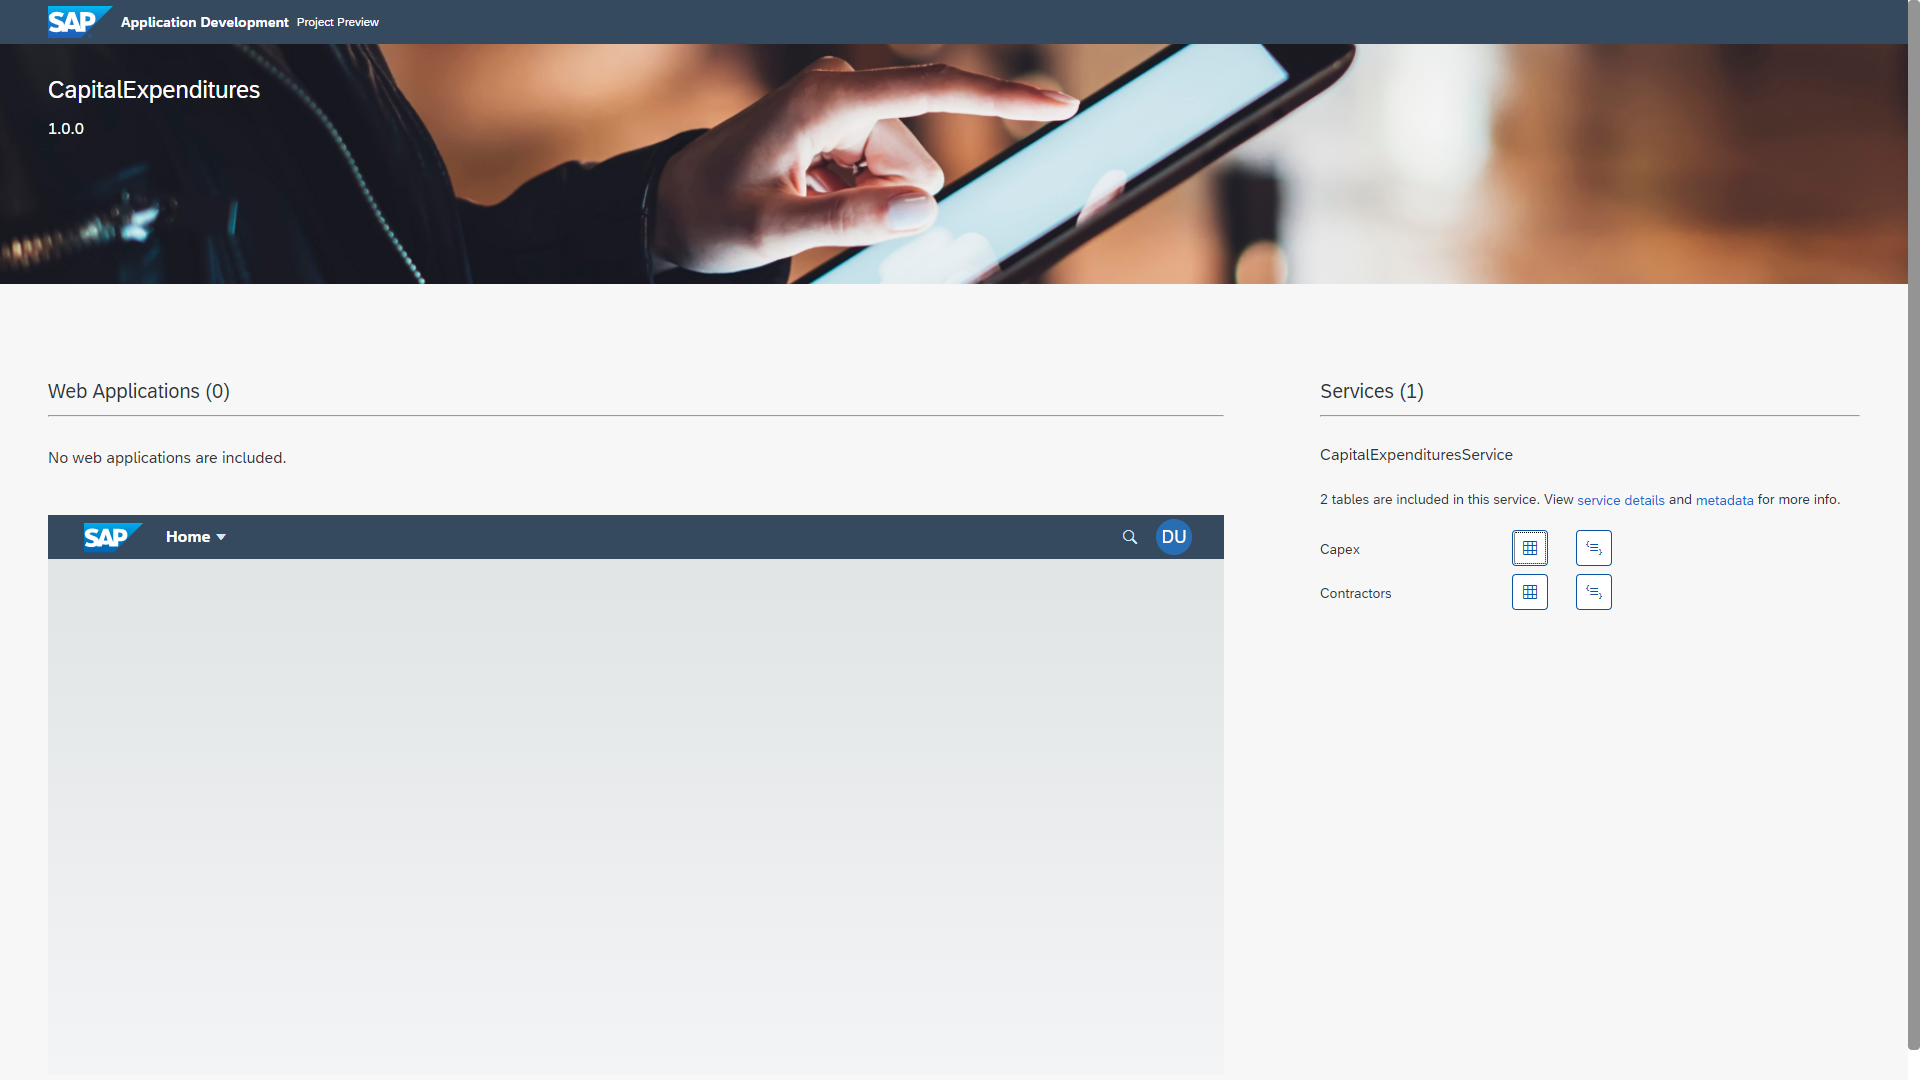 SAP Application Development Project Preview
CapitalExpenditures
1.0.0
Web Applications (0)
No web applications are included.
SAP Home DU
Services (1)
CapitalExpendituresService
2 tables are included in this service. View service details and metadata for more info.
Capex
Contractors